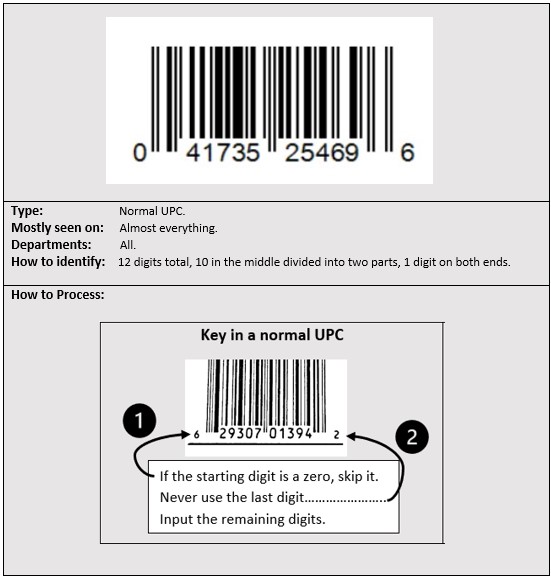 0 41735 25469 6
Type: Normal UPC.
Mostly seen on: Almost everything.
Departments: All.
How to identify: 12 digits total, 10 in the middle divided into two parts, 1 digit on both ends.
How to Process:
Key in a normal UPC
1
2
6 29307 01394 2
If the starting digit is a zero, skip it.
Never use the last digit…………………..
Input the remaining digits.